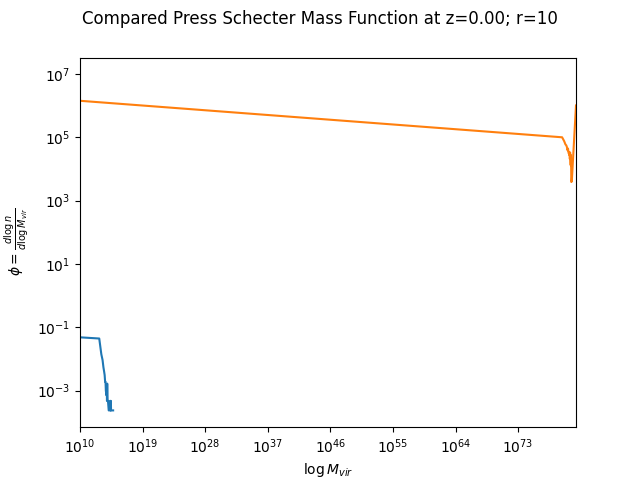 Compared Press Schecter Mass Function at z=0.00; r=10
10^7
10^5
10^3
10^1
10^-1
10^-3
ϕ = d log n / d log M_vir
10^10 10^19 10^28 10^37 10^46 10^55 10^64 10^73
log M_vir